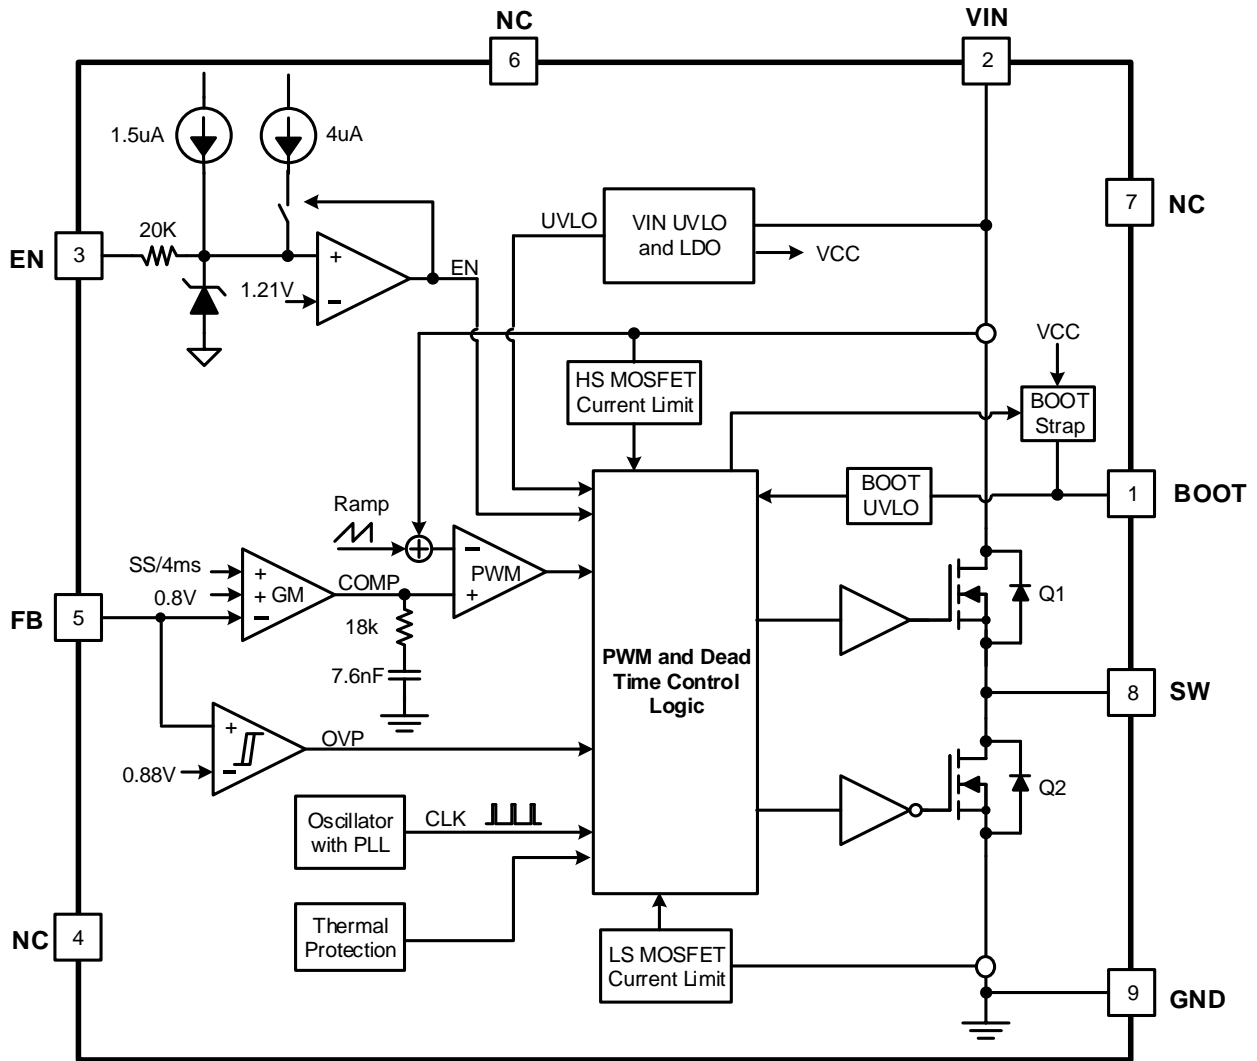 NC
6
VIN
2
1.5uA
4uA
7
NC
UVLO
VIN UVLO
and LDO
VCC
20K
EN
3
+
EN
1.21V
−
VCC
HS MOSFET
Current Limit
BOOT
Strap
BOOT
UVLO
1
BOOT
Ramp
+
−
PWM
+
SS/4ms
+
0.8V
+
GM
−
COMP
FB
5
18k
7.6nF
PWM and Dead
Time Control
Logic
Q1
8
SW
+
OVP
0.88V
−
Q2
Oscillator
with PLL
CLK
NC
4
Thermal
Protection
LS MOSFET
Current Limit
9
GND